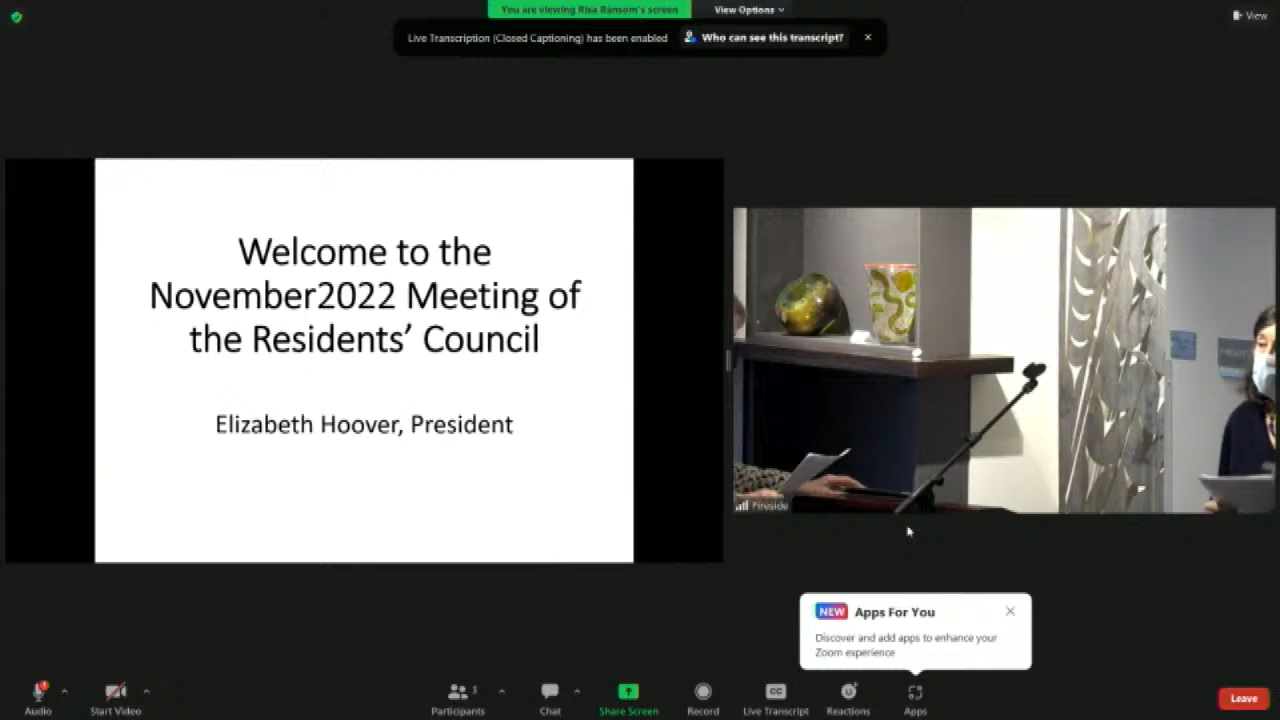 You are viewing Risa Ransom's screen
View Options
View
Live Transcription (Closed Captioning) has been enabled
Who can see this transcript?
Welcome to the
November2022 Meeting of
the Residents’ Council
Elizabeth Hoover, President
Fireside
NEW Apps For You
Discover and add apps to enhance your
Zoom experience
Audio
Start Video
Participants
3
Chat
Share Screen
Record
CC
Live Transcript
Reactions
Apps
Leave